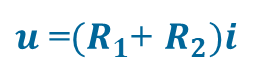 u =(R₁+ R₂)i